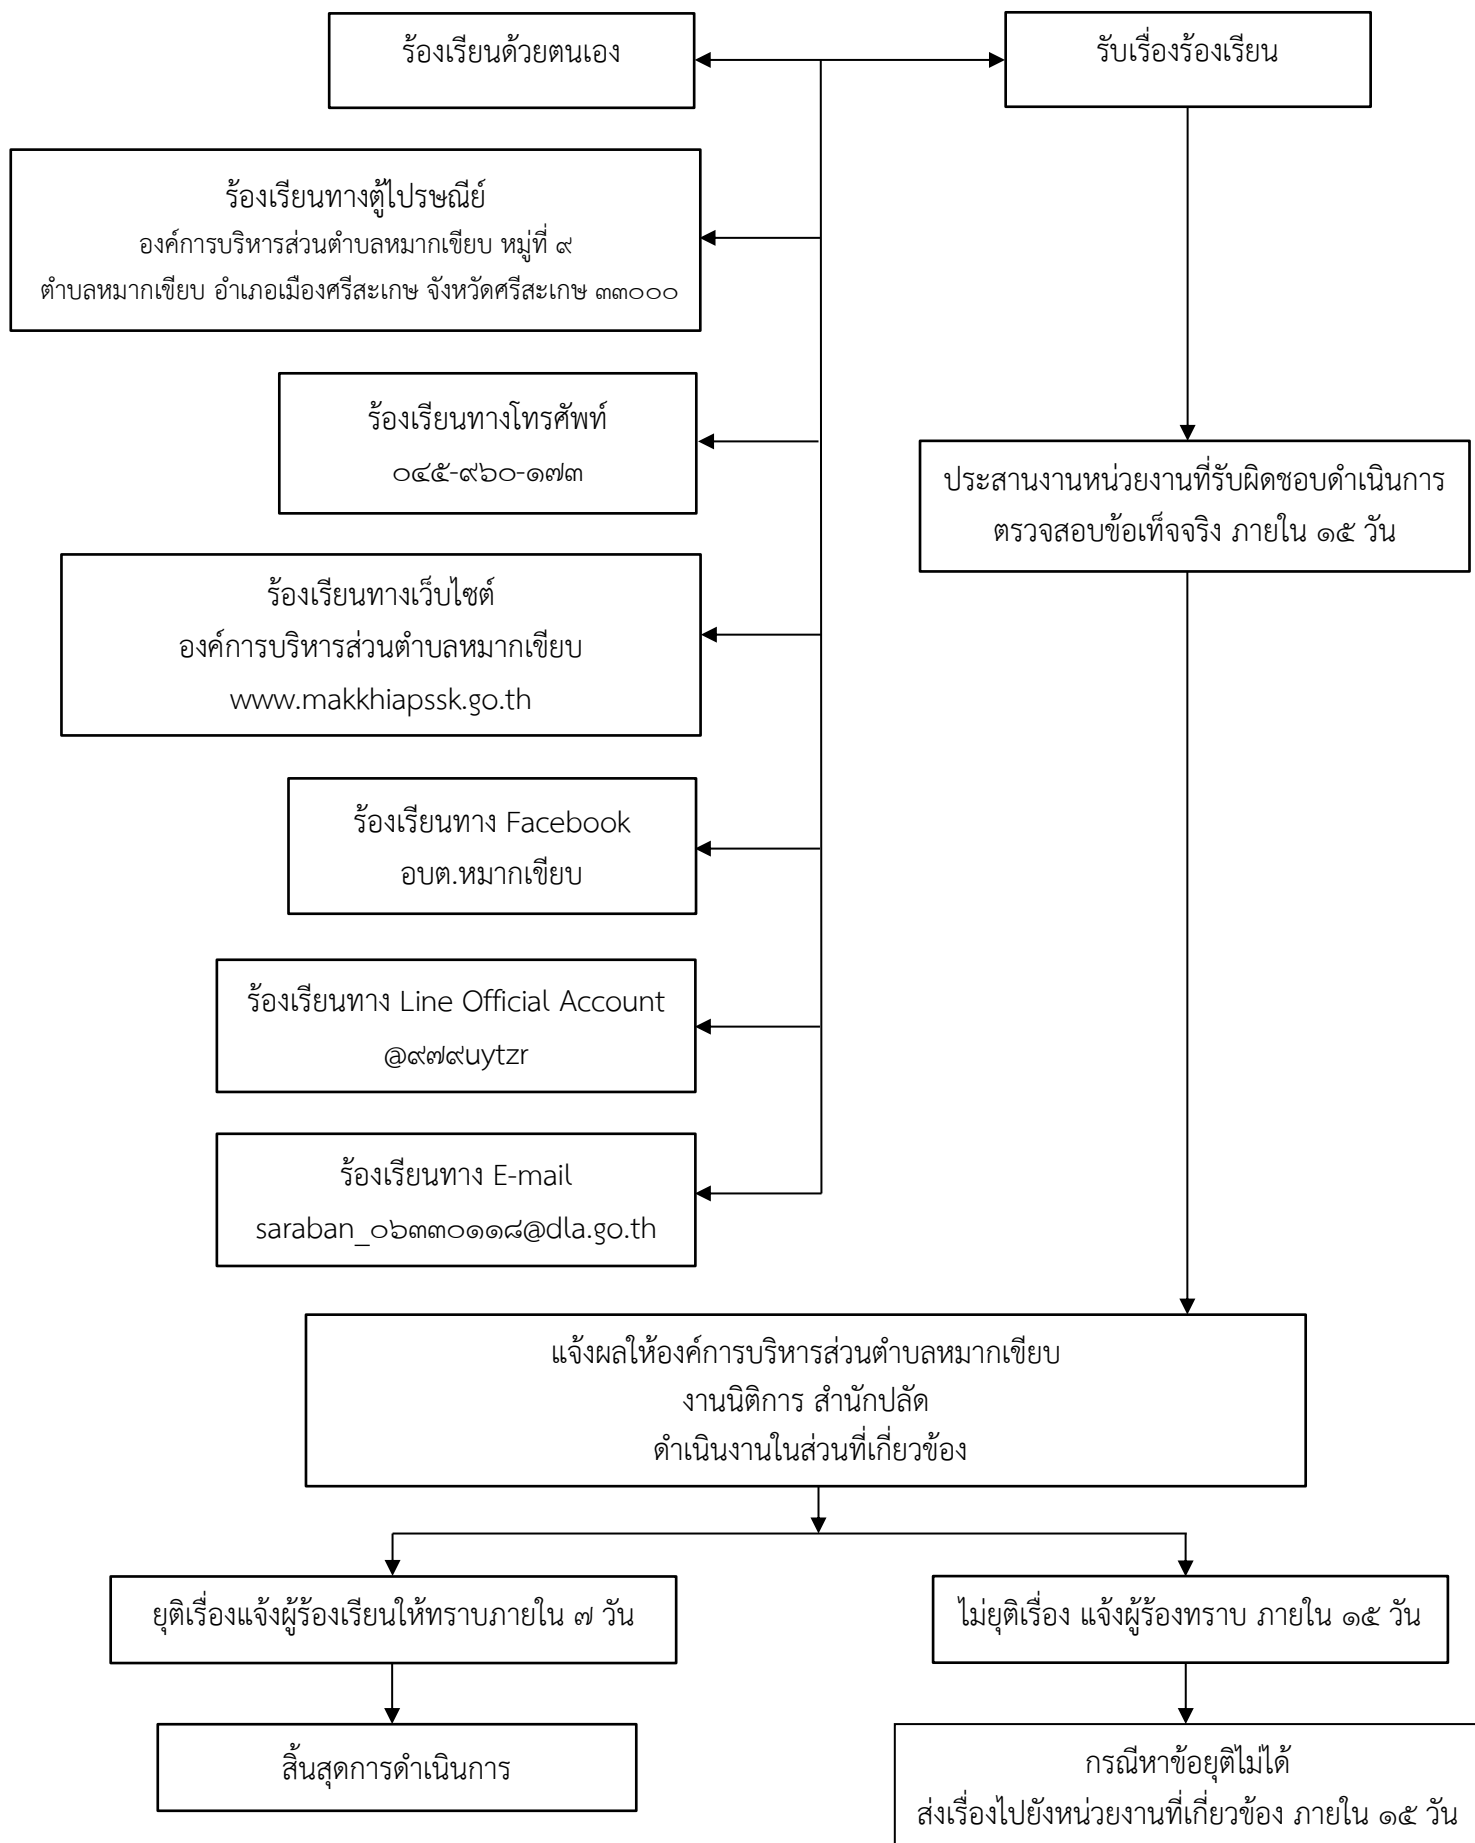 ร้องเรียนด้วยตนเอง
รับเรื่องร้องเรียน
ร้องเรียนทางตู้ไปรษณีย์
องค์การบริหารส่วนตำบลหมากเขียบ หมู่ที่ ๙
ตำบลหมากเขียบ อำเภอเมืองศรีสะเกษ จังหวัดศรีสะเกษ ๓๓๐๐๐
ร้องเรียนทางโทรศัพท์
๐๔๕-๙๖๐-๑๗๓
ประสานงานหน่วยงานที่รับผิดชอบดำเนินการ
ตรวจสอบข้อเท็จจริง ภายใน ๑๕ วัน
ร้องเรียนทางเว็บไซต์
องค์การบริหารส่วนตำบลหมากเขียบ
www.makkhiapssk.go.th
ร้องเรียนทาง Facebook
อบต.หมากเขียบ
ร้องเรียนทาง Line Official Account
@๙๗๙uytzr
ร้องเรียนทาง E-mail
saraban_๐๖๓๓๐๑๑๘@dla.go.th
แจ้งผลให้องค์การบริหารส่วนตำบลหมากเขียบ
งานนิติการ สำนักปลัด
ดำเนินงานในส่วนที่เกี่ยวข้อง
ยุติเรื่องแจ้งผู้ร้องเรียนให้ทราบภายใน ๗ วัน
ไม่ยุติเรื่อง แจ้งผู้ร้องทราบ ภายใน ๑๕ วัน
สิ้นสุดการดำเนินการ
กรณีหาข้อยุติไม่ได้
ส่งเรื่องไปยังหน่วยงานที่เกี่ยวข้อง ภายใน ๑๕ วัน